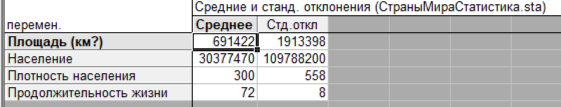 Средние и станд. отклонения (СтраныМираСтатистика.sta)
перемен. Среднее Стд.откл
Площадь (км?) 691422 1913398
Население 30377470 109788200
Плотность населения 300 558
Продолжительность жизни 72 8